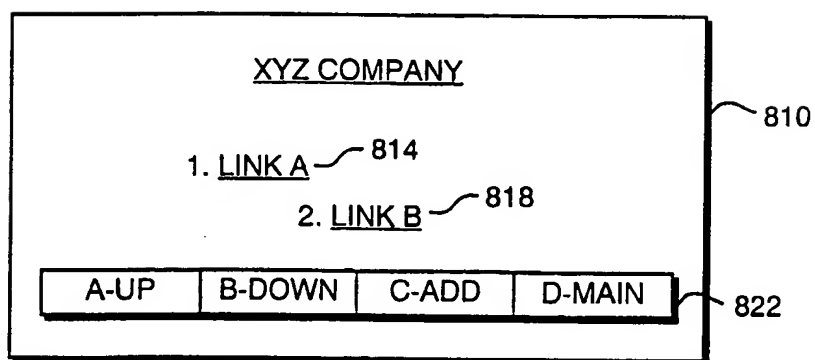 XYZ COMPANY
810
1. LINK A 814
2. LINK B 818
A-UP B-DOWN C-ADD D-MAIN 822